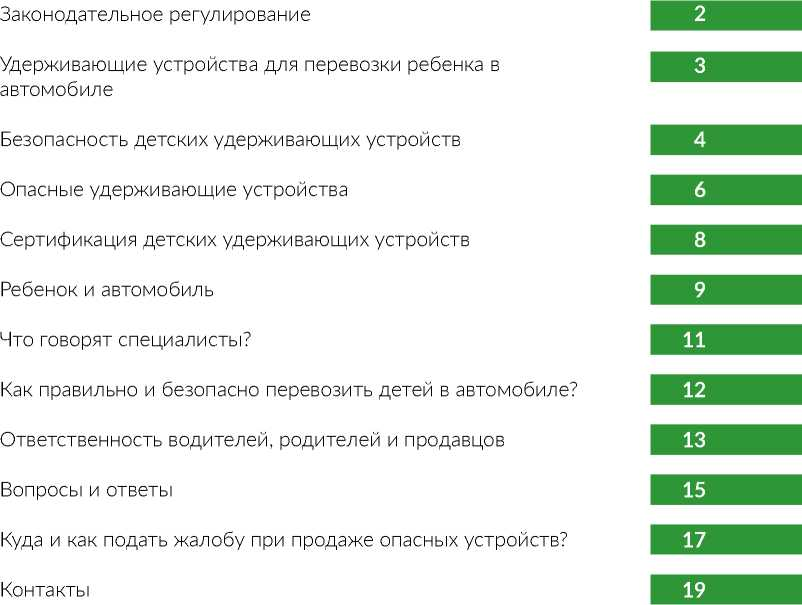 Законодательное регулирование 2
Удерживающие устройства для перевозки ребенка в 3
автомобиле
Безопасность детских удерживающих устройств 4
Опасные удерживающие устройства 6
Сертификация детских удерживающих устройств 8
Ребенок и автомобиль 9
Что говорят специалисты? 11
Как правильно и безопасно перевозить детей в автомобиле? 12
Ответственность водителей, родителей и продавцов 13
Вопросы и ответы 15
Куда и как подать жалобу при продаже опасных устройств? 17
Контакты 19